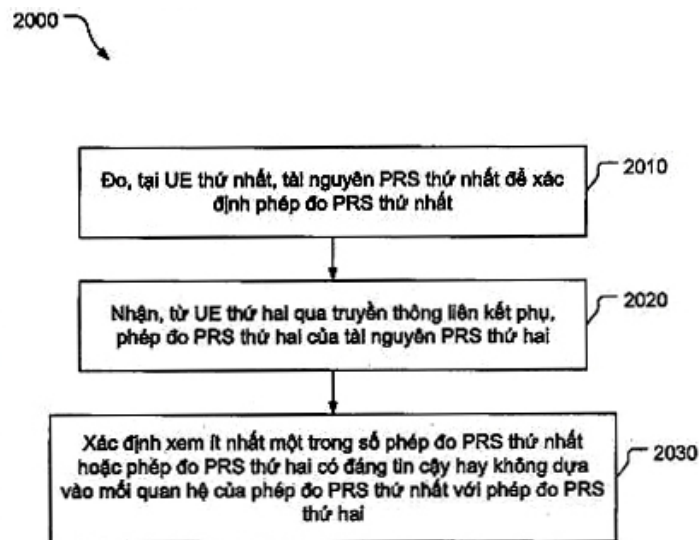 2000
Đo, tại UE thứ nhất, tài nguyên PRS thứ nhất để xác
định phép đo PRS thứ nhất
2010
Nhận, từ UE thứ hai qua truyền thông liên kết phụ,
phép đo PRS thứ hai của tài nguyên PRS thứ hai
2020
Xác định xem ít nhất một trong số phép đo PRS thứ nhất
hoặc phép đo PRS thứ hai có đáng tin cậy hay không dựa
vào mối quan hệ của phép đo PRS thứ nhất với phép đo PRS
thứ hai
2030